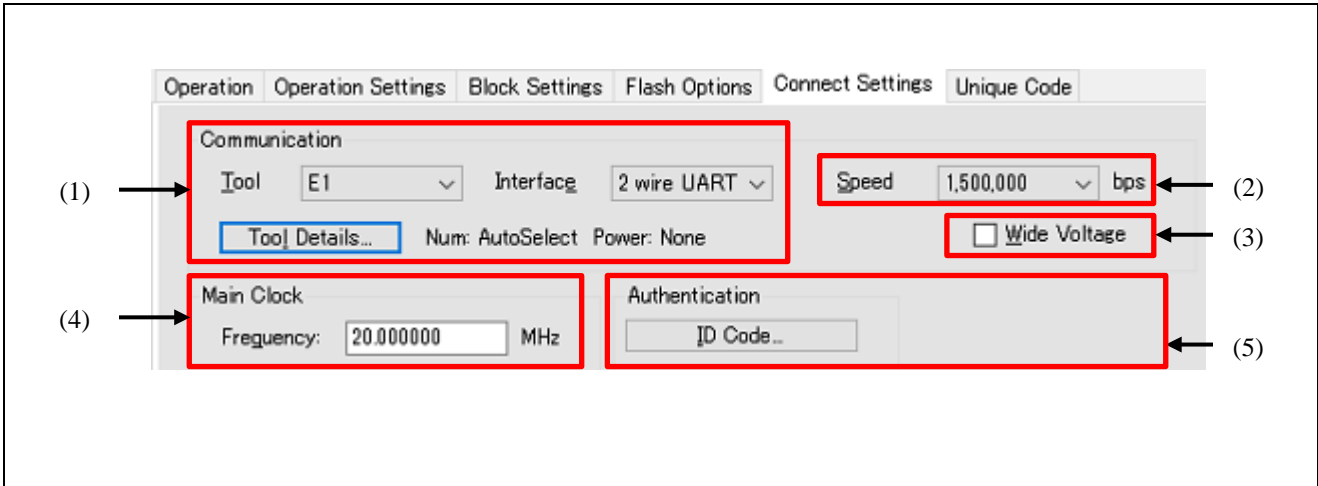 Operation Operation Settings Block Settings Flash Options Connect Settings Unique Code
Communication
(1) Tool E1 Interface 2 wire UART Speed 1,500,000 bps (2)
Tool Details... Num: AutoSelect Power: None Wide Voltage (3)
Main Clock Authentication
(4) Frequency: 20.000000 MHz ID Code... (5)